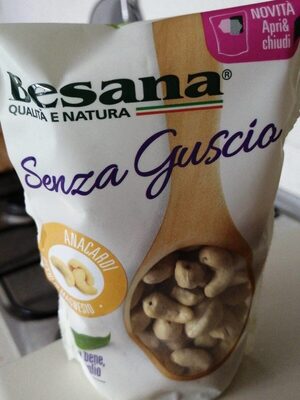 NOVITÀ
Apri&
chiudi
Besana®
QUALITÀ E NATURA
Senza Guscio
ANACARDI